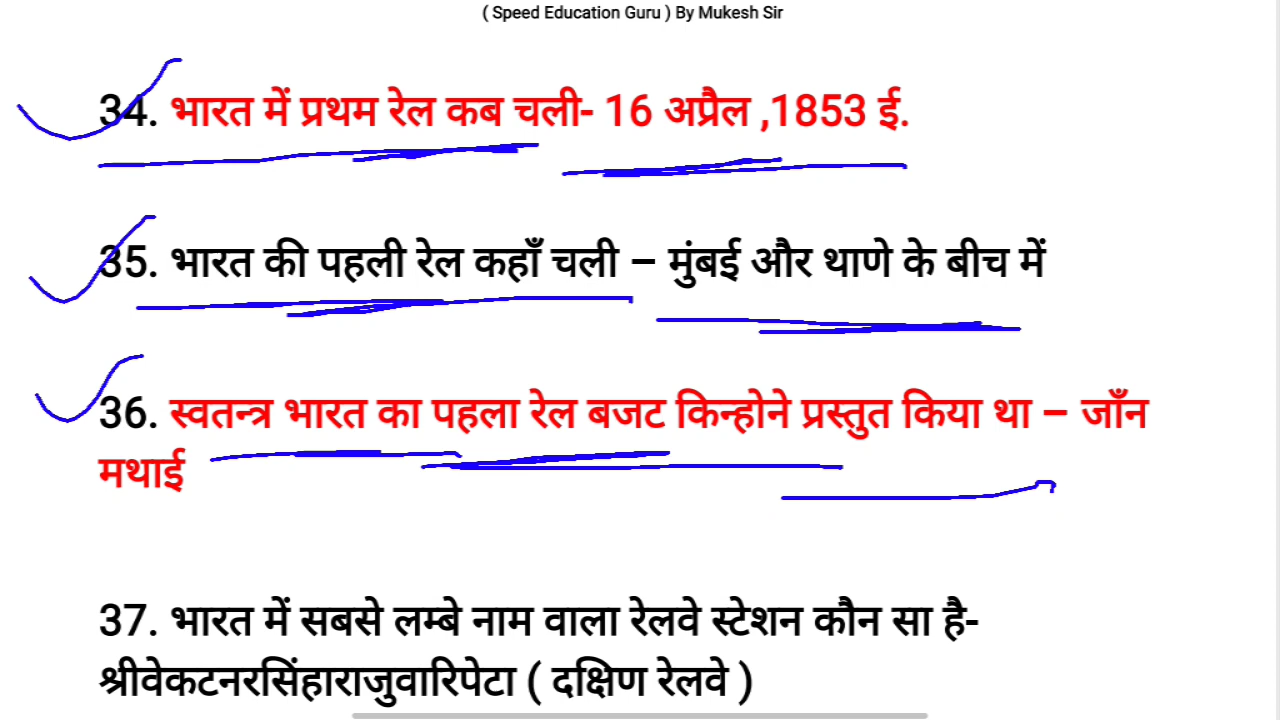 ( Speed Education Guru ) By Mukesh Sir
34. भारत में प्रथम रेल कब चली- 16 अप्रैल ,1853 ई.
35. भारत की पहली रेल कहाँ चली – मुंबई और थाणे के बीच में
36. स्वतन्त्र भारत का पहला रेल बजट किन्होने प्रस्तुत किया था – जाँन
मथाई
37. भारत में सबसे लम्बे नाम वाला रेलवे स्टेशन कौन सा है-
श्रीवेकटनरसिंहाराजुवारिपेटा ( दक्षिण रेलवे )